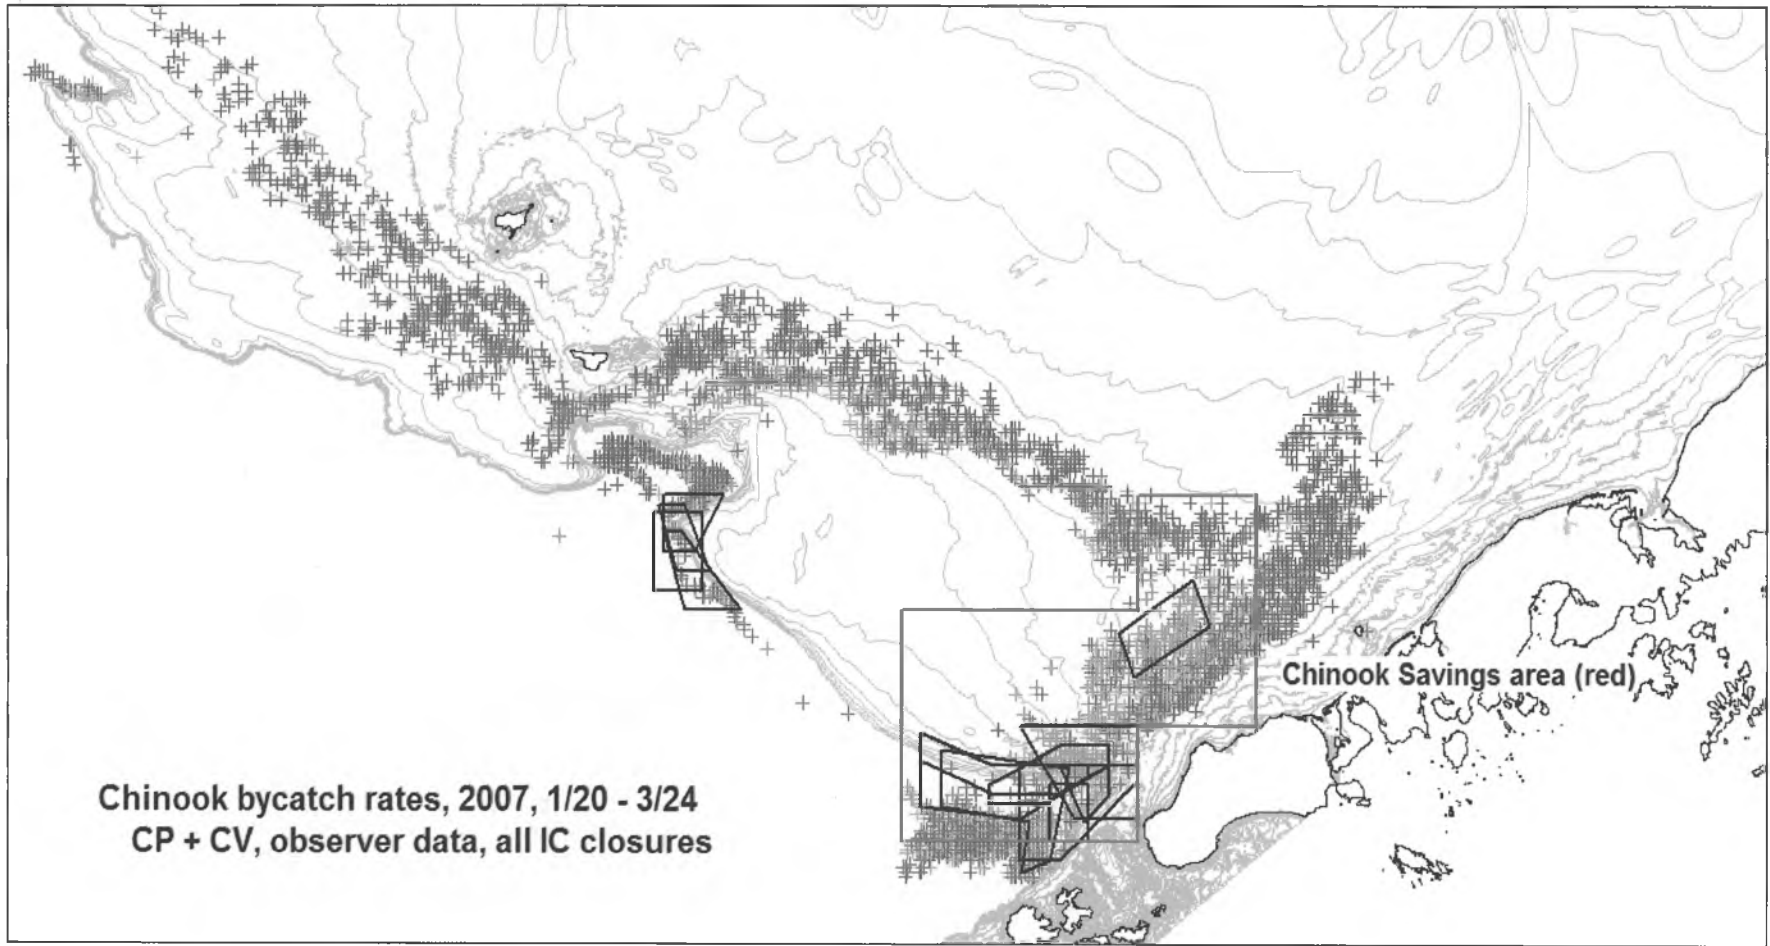 Chinook Savings area (red)
Chinook bycatch rates, 2007, 1/20 - 3/24
CP + CV, observer data, all IC closures